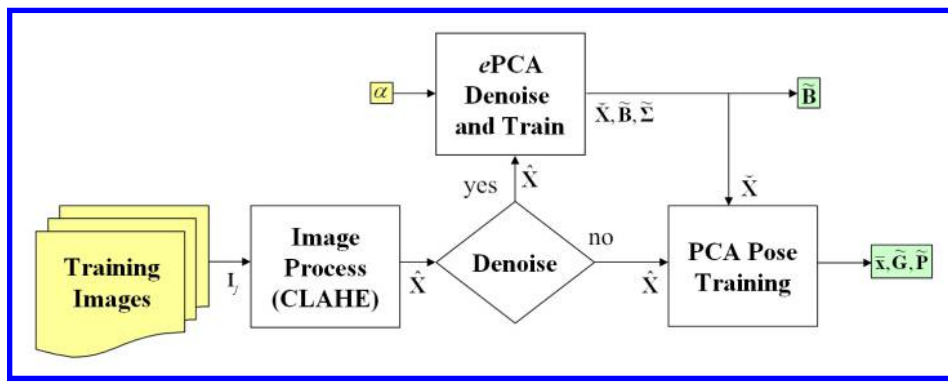 ePCA
Denoise
and Train
α
X̌, B̃, Σ̃
B̃
yes
X̂
X̌
Training
Images
I_j
Image
Process
(CLAHE)
X̂
Denoise
no
X̂
PCA Pose
Training
x̄, G̃, P̃